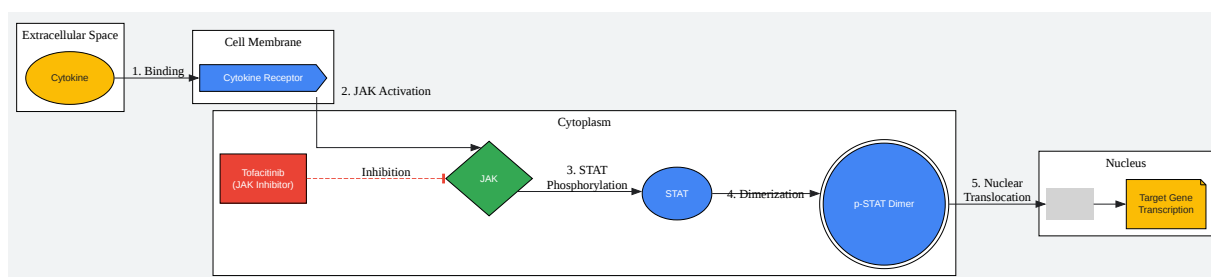 Extracellular Space
Cytokine
1. Binding
Cell Membrane
Cytokine Receptor
2. JAK Activation
Cytoplasm
Tofacitinib
(JAK Inhibitor)
Inhibition
JAK
3. STAT
Phosphorylation
STAT
4. Dimerization
p-STAT Dimer
5. Nuclear
Translocation
Nucleus
Target Gene
Transcription